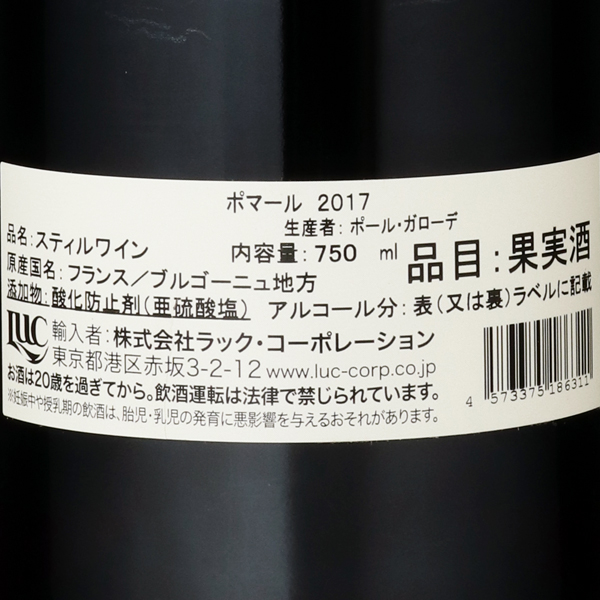 ポマール 2017
生産者: ポール・ガローデ
品名:スティルワイン
内容量: 750 ml
品目:果実酒
原産国名:フランス/ブルゴーニュ地方
添加物:酸化防止剤(亜硫酸塩)
アルコール分:表(又は裏)ラベルに記載
LUC
輸入者:株式会社ラック・コーポレーション
東京都港区赤坂3-2-12 www.luc-corp.co.jp
お酒は20歳を過ぎてから。飲酒運転は法律で禁じられています。
※妊娠中や授乳期の飲酒は、胎児・乳児の発育に悪影響を与えるおそれがあります。
4 573375 186311